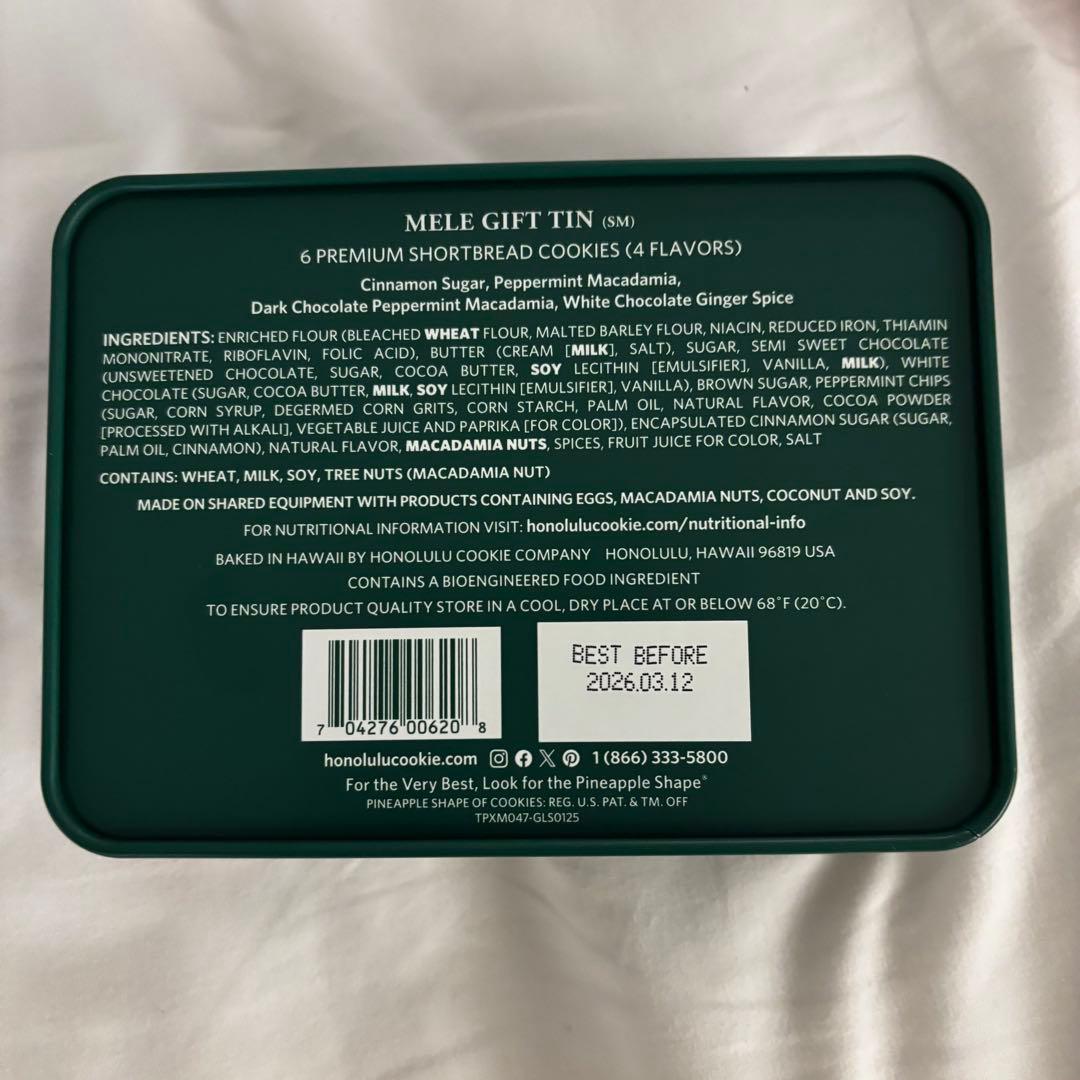 MELE GIFT TIN (SM)
6 PREMIUM SHORTBREAD COOKIES (4 FLAVORS)
Cinnamon Sugar, Peppermint Macadamia,
Dark Chocolate Peppermint Macadamia, White Chocolate Ginger Spice
INGREDIENTS: ENRICHED FLOUR (BLEACHED WHEAT FLOUR, MALTED BARLEY FLOUR, NIACIN, REDUCED IRON, THIAMIN
MONONITRATE, RIBOFLAVIN, FOLIC ACID), BUTTER (CREAM [MILK], SALT), SUGAR, SEMI SWEET CHOCOLATE
(UNSWEETENED CHOCOLATE, SUGAR, COCOA BUTTER, SOY LECITHIN [EMULSIFIER], VANILLA, MILK), WHITE
CHOCOLATE (SUGAR, COCOA BUTTER, MILK, SOY LECITHIN [EMULSIFIER], VANILLA), BROWN SUGAR, PEPPERMINT CHIPS
(SUGAR, CORN SYRUP, DEGERMED CORN GRITS, CORN STARCH, PALM OIL, NATURAL FLAVOR, COCOA POWDER
[PROCESSED WITH ALKALI], VEGETABLE JUICE AND PAPRIKA [FOR COLOR]), ENCAPSULATED CINNAMON SUGAR (SUGAR,
PALM OIL, CINNAMON), NATURAL FLAVOR, MACADAMIA NUTS, SPICES, FRUIT JUICE FOR COLOR, SALT
CONTAINS: WHEAT, MILK, SOY, TREE NUTS (MACADAMIA NUT)
MADE ON SHARED EQUIPMENT WITH PRODUCTS CONTAINING EGGS, MACADAMIA NUTS, COCONUT AND SOY.
FOR NUTRITIONAL INFORMATION VISIT: honolulucookie.com/nutritional-info
BAKED IN HAWAII BY HONOLULU COOKIE COMPANY HONOLULU, HAWAII 96819 USA
CONTAINS A BIOENGINEERED FOOD INGREDIENT
TO ENSURE PRODUCT QUALITY STORE IN A COOL, DRY PLACE AT OR BELOW 68°F (20°C).
BEST BEFORE
2026.03.12
7 04276 00620 8
honolulucookie.com 1 (866) 333-5800
For the Very Best, Look for the Pineapple Shape®
PINEAPPLE SHAPE OF COOKIES: REG. U.S. PAT. & TM. OFF
TPXM047-GLS0125